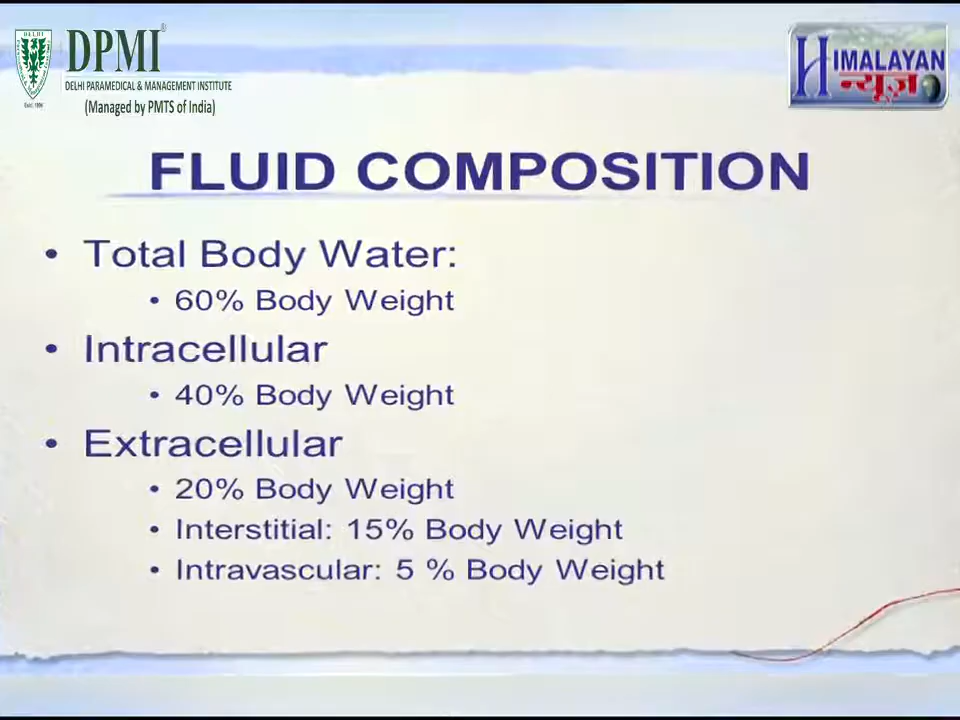 DPMI®
DELHI PARAMEDICAL & MANAGEMENT INSTITUTE
(Managed by PMTS of India)
HIMALAYAN
न्यूज़
FLUID COMPOSITION
• Total Body Water:
• 60% Body Weight
• Intracellular
• 40% Body Weight
• Extracellular
• 20% Body Weight
• Interstitial: 15% Body Weight
• Intravascular: 5 % Body Weight